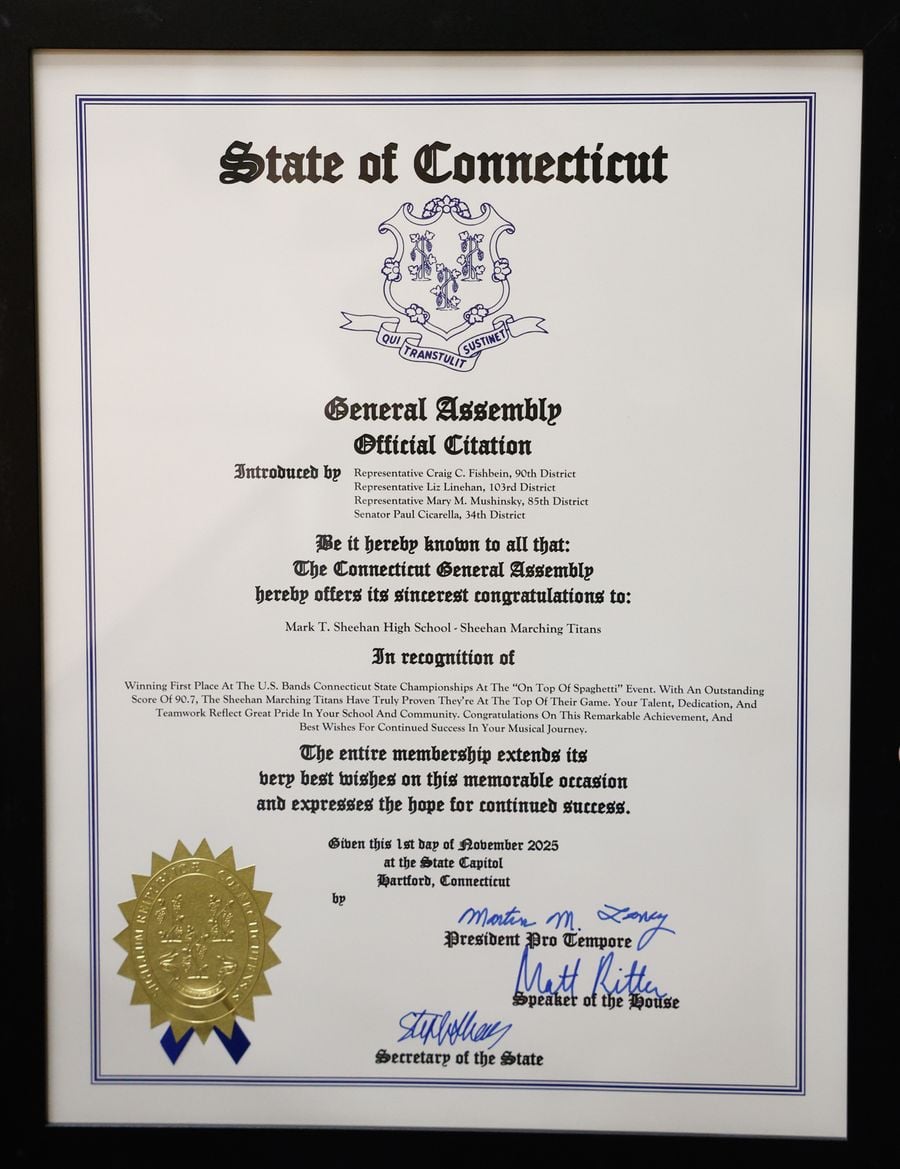 State of Connecticut
QUI TRANSTULIT SUSTINET
General Assembly
Official Citation
Introduced by Representative Craig C. Fishbein, 90th District
Representative Liz Linehan, 103rd District
Representative Mary M. Mushinsky, 85th District
Senator Paul Cicarella, 34th District
Be it hereby known to all that:
The Connecticut General Assembly
hereby offers its sincerest congratulations to:
Mark T. Sheehan High School - Sheehan Marching Titans
In recognition of
Winning First Place At The U.S. Bands Connecticut State Championships At The “On Top Of Spaghetti” Event. With An Outstanding
Score Of 90.7, The Sheehan Marching Titans Have Truly Proven They're At The Top Of Their Game. Your Talent, Dedication, And
Teamwork Reflect Great Pride In Your School And Community. Congratulations On This Remarkable Achievement, And
Best Wishes For Continued Success In Your Musical Journey.
The entire membership extends its
very best wishes on this memorable occasion
and expresses the hope for continued success.
Given this 1st day of November 2025
at the State Capitol
Hartford, Connecticut
by
Martin M. Looney
President Pro Tempore
Matt Ritter
Speaker of the House
Secretary of the State